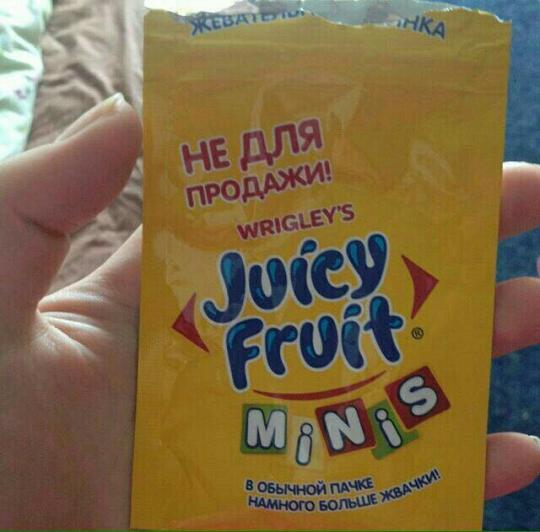 НЕ ДЛЯ
ПРОДАЖИ!
WRIGLEY'S
Juicy
Fruit®
MiNiS
В ОБЫЧНОЙ ПАЧКЕ
НАМНОГО БОЛЬШЕ ЖВАЧКИ!